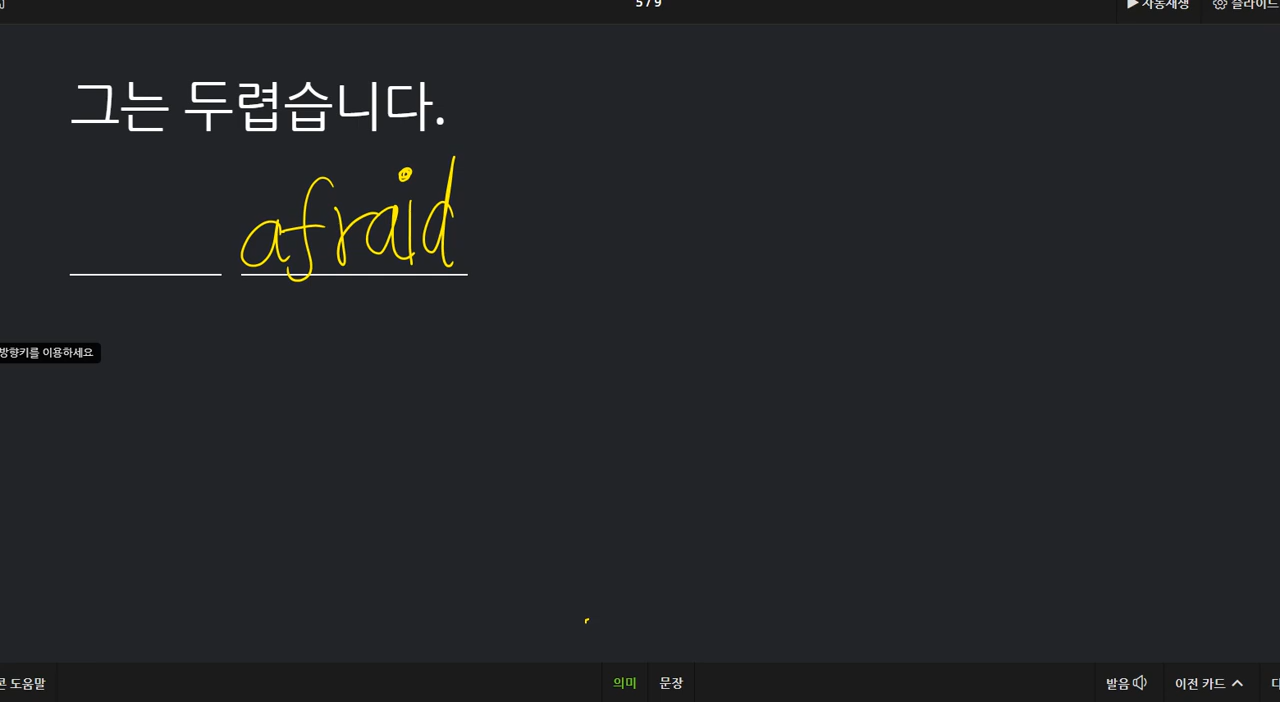 5 / 9
▶ 자동재생
슬라이드
그는 두렵습니다.
afraid
방향키를 이용하세요
도움말
의미
문장
발음
이전 카드